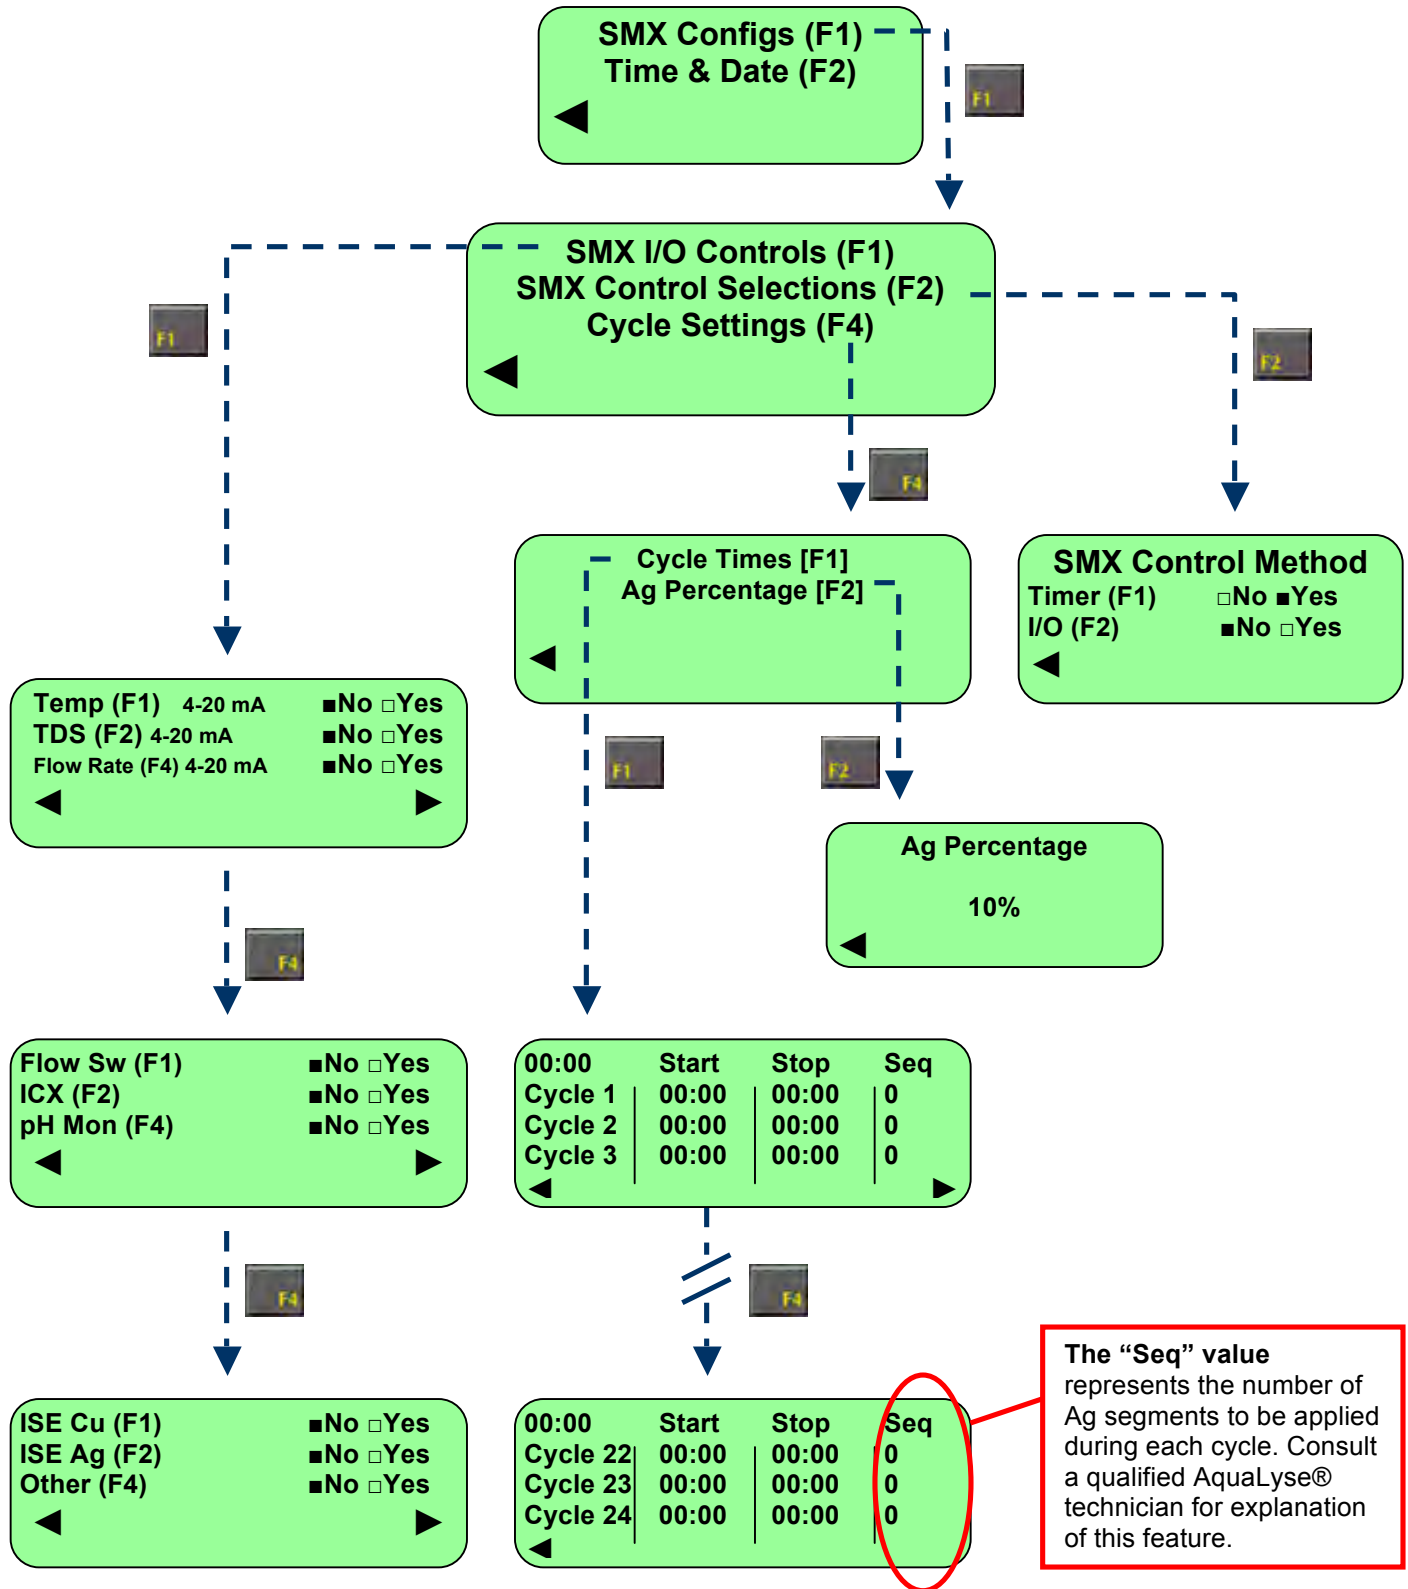 SMX Configs (F1)
Time & Date (F2)
◀
F1
SMX I/O Controls (F1)
SMX Control Selections (F2)
Cycle Settings (F4)
◀
F1
F2
F4
Cycle Times [F1]
Ag Percentage [F2]
◀
SMX Control Method
Timer (F1) □No ■Yes
I/O (F2) ■No □Yes
◀
Temp (F1) 4-20 mA ■No □Yes
TDS (F2) 4-20 mA ■No □Yes
Flow Rate (F4) 4-20 mA ■No □Yes
◀ ▶
F1
F2
Ag Percentage
10%
◀
F4
Flow Sw (F1) ■No □Yes
ICX (F2) ■No □Yes
pH Mon (F4) ■No □Yes
◀ ▶
00:00 Start Stop Seq
Cycle 1 00:00 00:00 0
Cycle 2 00:00 00:00 0
Cycle 3 00:00 00:00 0
◀ ▶
F4
F4
ISE Cu (F1) ■No □Yes
ISE Ag (F2) ■No □Yes
Other (F4) ■No □Yes
◀ ▶
00:00 Start Stop Seq
Cycle 22 00:00 00:00 0
Cycle 23 00:00 00:00 0
Cycle 24 00:00 00:00 0
◀
The “Seq” value
represents the number of
Ag segments to be applied
during each cycle. Consult
a qualified AquaLyse®
technician for explanation
of this feature.